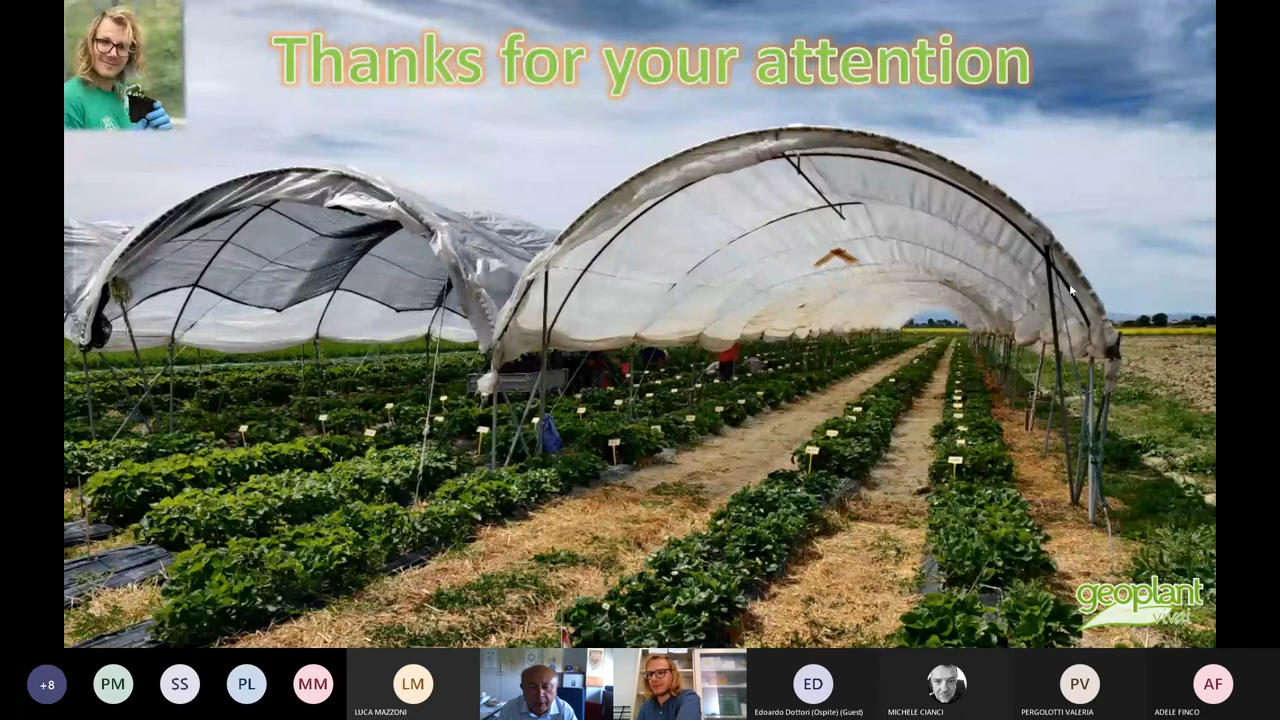 Thanks for your attention
geoplant
vivai
+8
PM
SS
PL
MM
LM
LUCA MAZZONI
ED
Edoardo Dottori (Ospite) (Guest)
MICHELE CIANCI
PV
PERGOLOTTI VALERIA
AF
ADELE FINCO